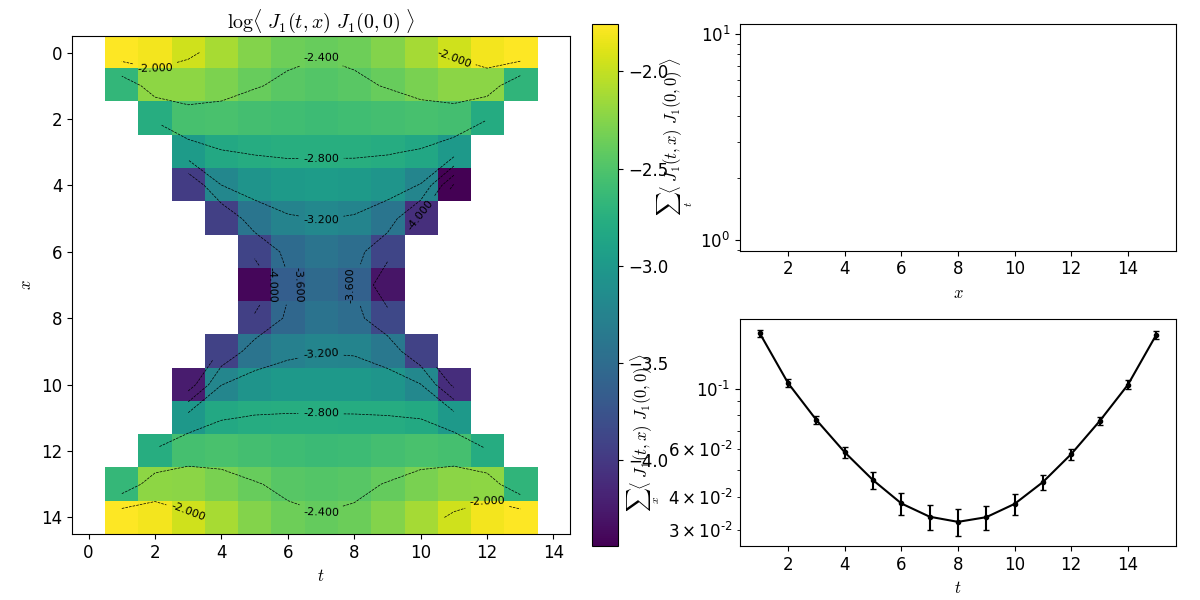 log⟨ J₁(t, x) J₁(0, 0) ⟩
0
2
4
6
8
10
12
14
x
0 2 4 6 8 10 12 14
t
-2.000
-2.400
-2.000
-2.800
-3.200
-4.000
-4.000
-3.600
-3.600
-3.200
-2.800
-2.000
-2.400
-2.000
−2.0
−2.5
−3.0
−3.5
−4.0
∑ₜ⟨ J₁(t, x) J₁(0, 0) ⟩
10¹
10⁰
2 4 6 8 10 12 14
x
∑ₓ⟨ J₁(t, x) J₁(0, 0) ⟩
10⁻¹
6 × 10⁻²
4 × 10⁻²
3 × 10⁻²
2 4 6 8 10 12 14
t